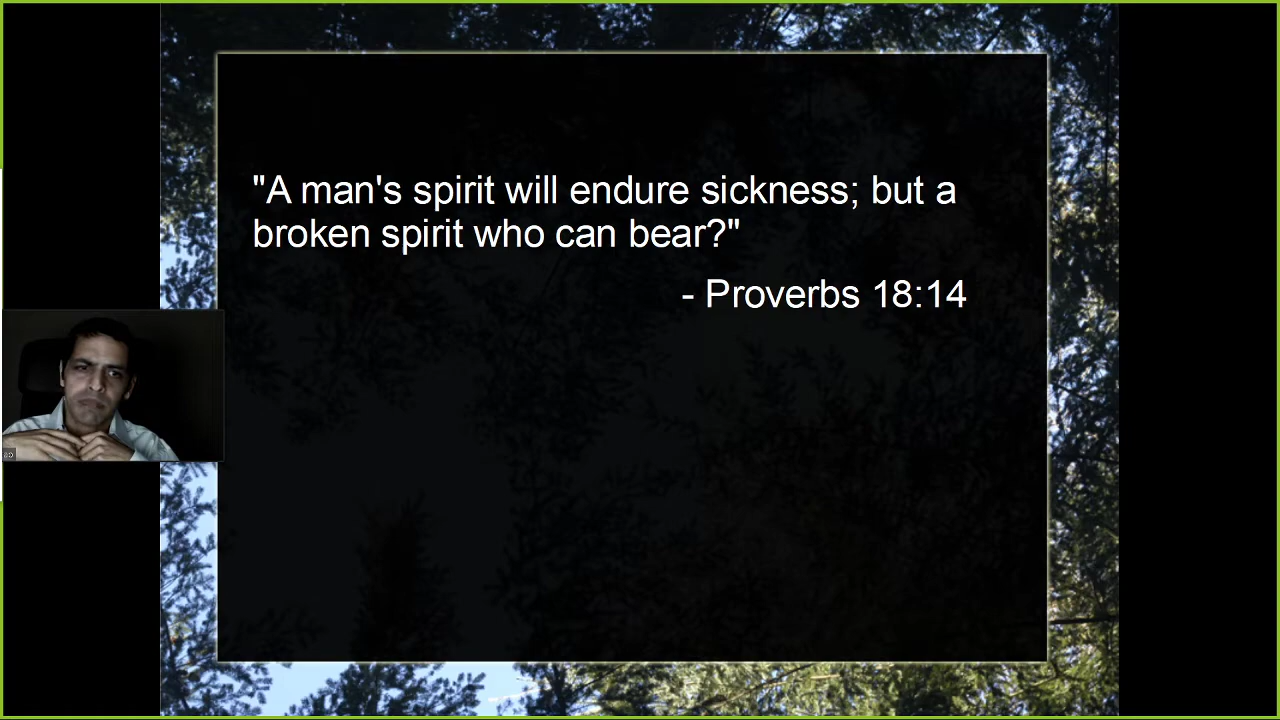 "A man's spirit will endure sickness; but a
broken spirit who can bear?"
- Proverbs 18:14